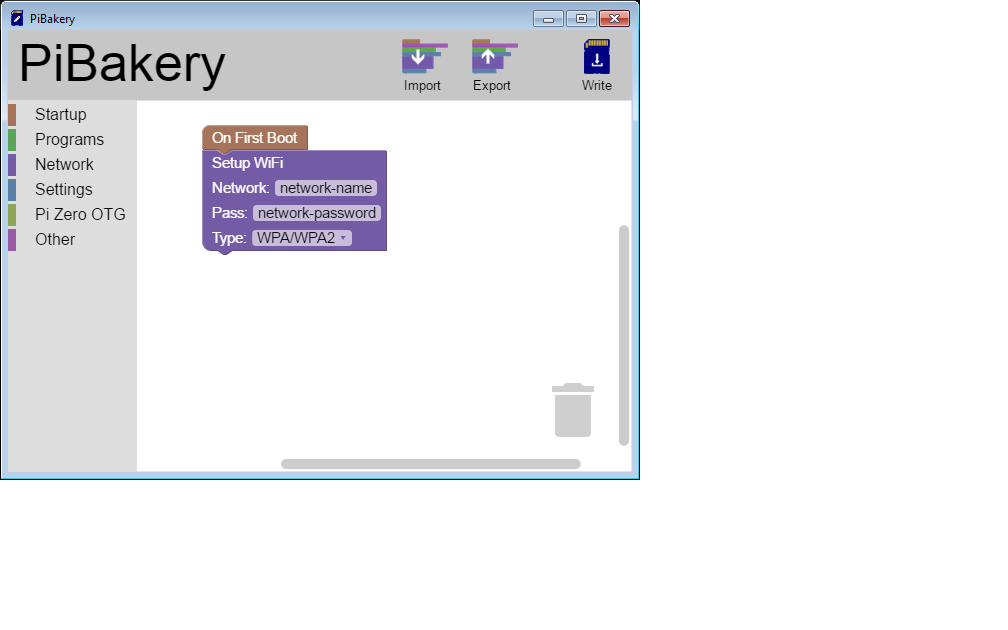 PiBakery
PiBakery
Import
Export
Write
Startup
Programs
Network
Settings
Pi Zero OTG
Other
On First Boot
Setup WiFi
Network: network-name
Pass: network-password
Type: WPA/WPA2